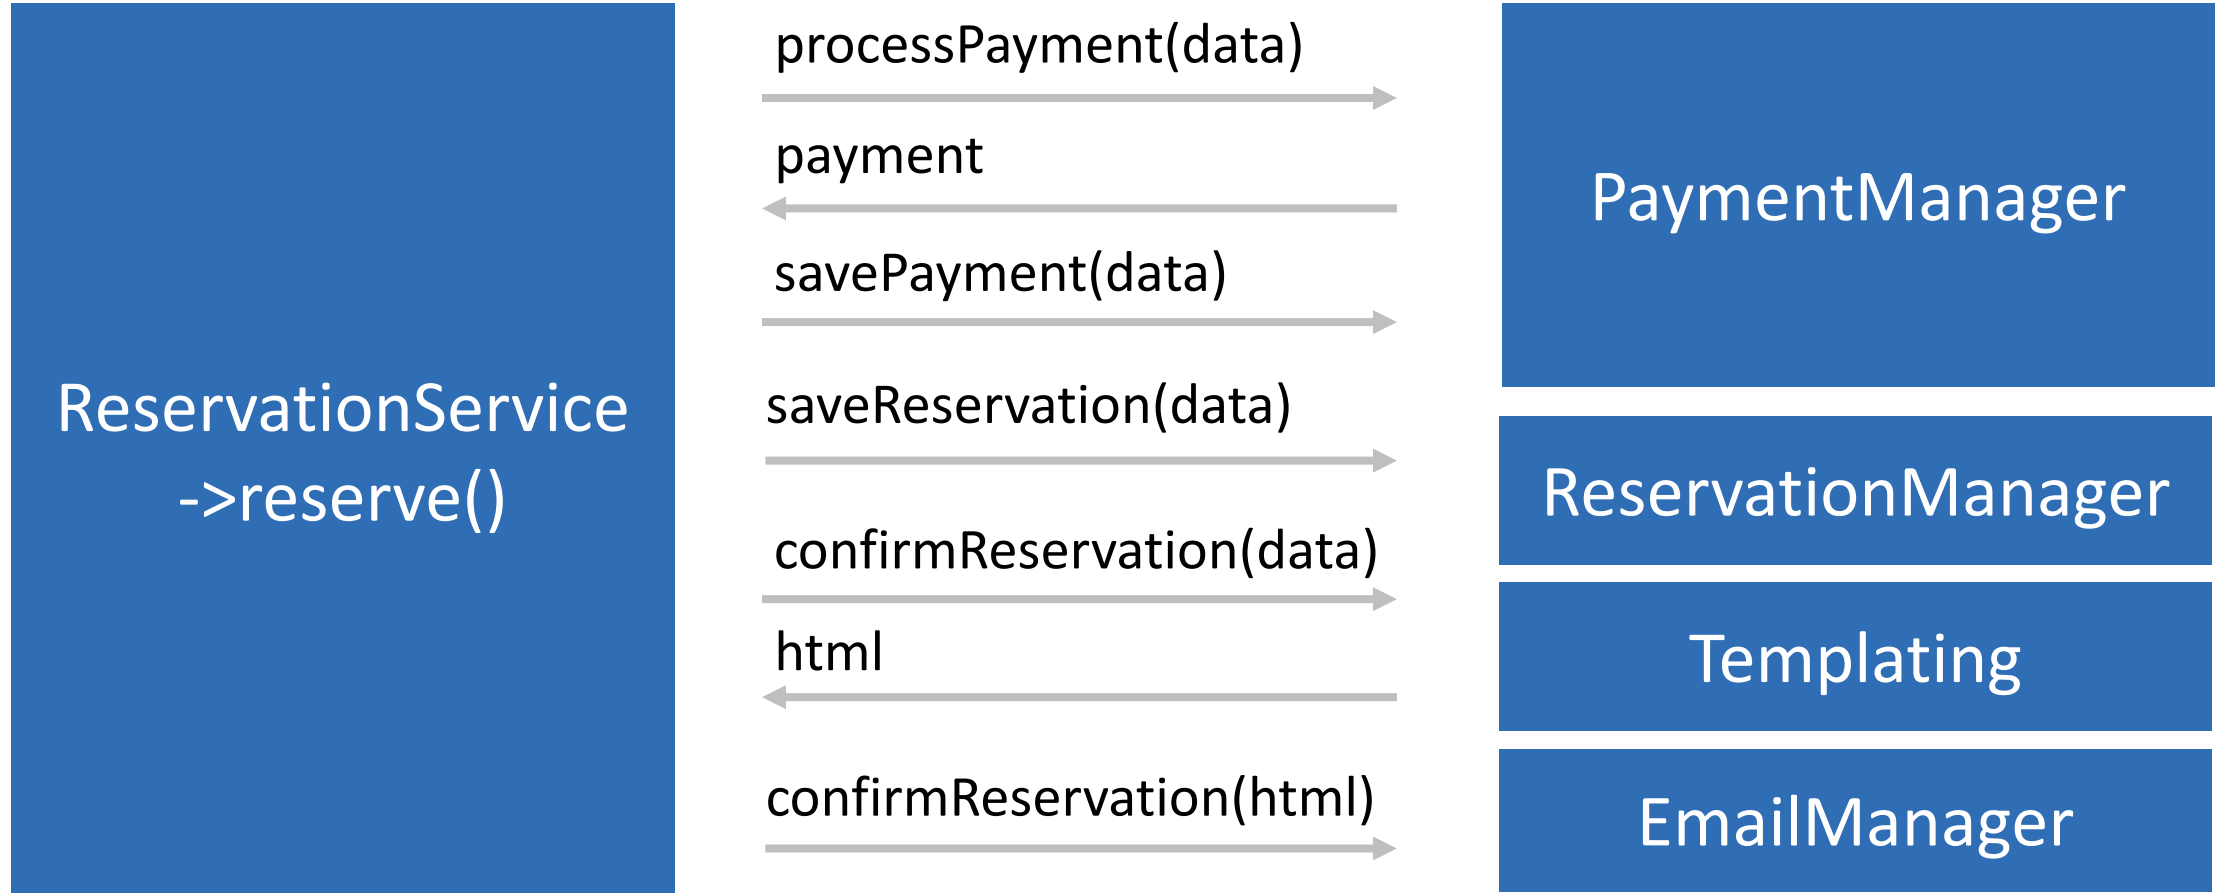 ReservationService
->reserve()
processPayment(data)
payment
savePayment(data)
saveReservation(data)
confirmReservation(data)
html
confirmReservation(html)
PaymentManager
ReservationManager
Templating
EmailManager